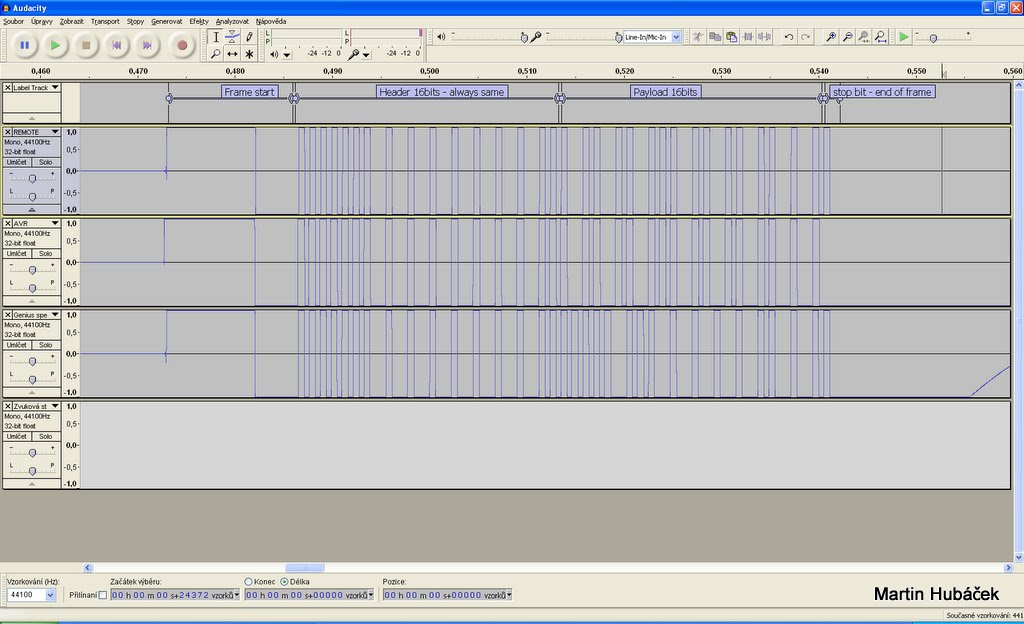 Audacity
Soubor Úpravy Zobrazit Transport Stopy Generovat Efekty Analyzovat Nápověda
L
P
-24 -12 0
L
P
-24 -12 0
Line-In/Mic-In
0,460 0,470 0,480 0,490 0,500 0,510 0,520 0,530 0,540 0,550 0,560
Label Track
Frame start Header 16bits - always same Payload 16bits stop bit - end of frame
REMOTE
Mono, 44100Hz
32-bit float
Umlčet Solo
- +
L P
1,0
0,5-
0,0-
-0,5-
-1,0
AVR
Mono, 44100Hz
32-bit float
Umlčet Solo
- +
L P
1,0
0,5-
0,0-
-0,5-
-1,0
Genius spe
Mono, 44100Hz
32-bit float
Umlčet Solo
- +
L P
1,0
0,5-
0,0-
-0,5-
-1,0
Zvuková st
Mono, 44100Hz
32-bit float
Umlčet Solo
- +
L P
1,0
0,5-
0,0-
-0,5-
-1,0
Vzorkování (Hz): Začátek výběru: Konec Délka Pozice:
44100 Přilínaní 00 h 00 m 00 s+24372 vzorků 00 h 00 m 00 s+00000 vzorků 00 h 00 m 00 s+00000 vzorků
Martin Hubáček
Současné vzorkování: 441